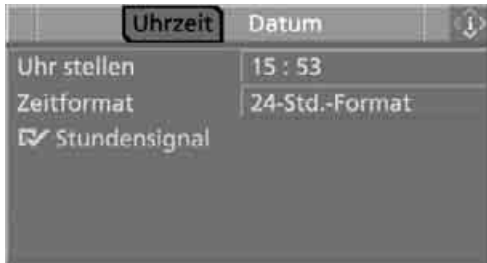 Uhrzeit Datum
Uhr stellen 15 : 53
Zeitformat 24-Std.-Format
Stundensignal